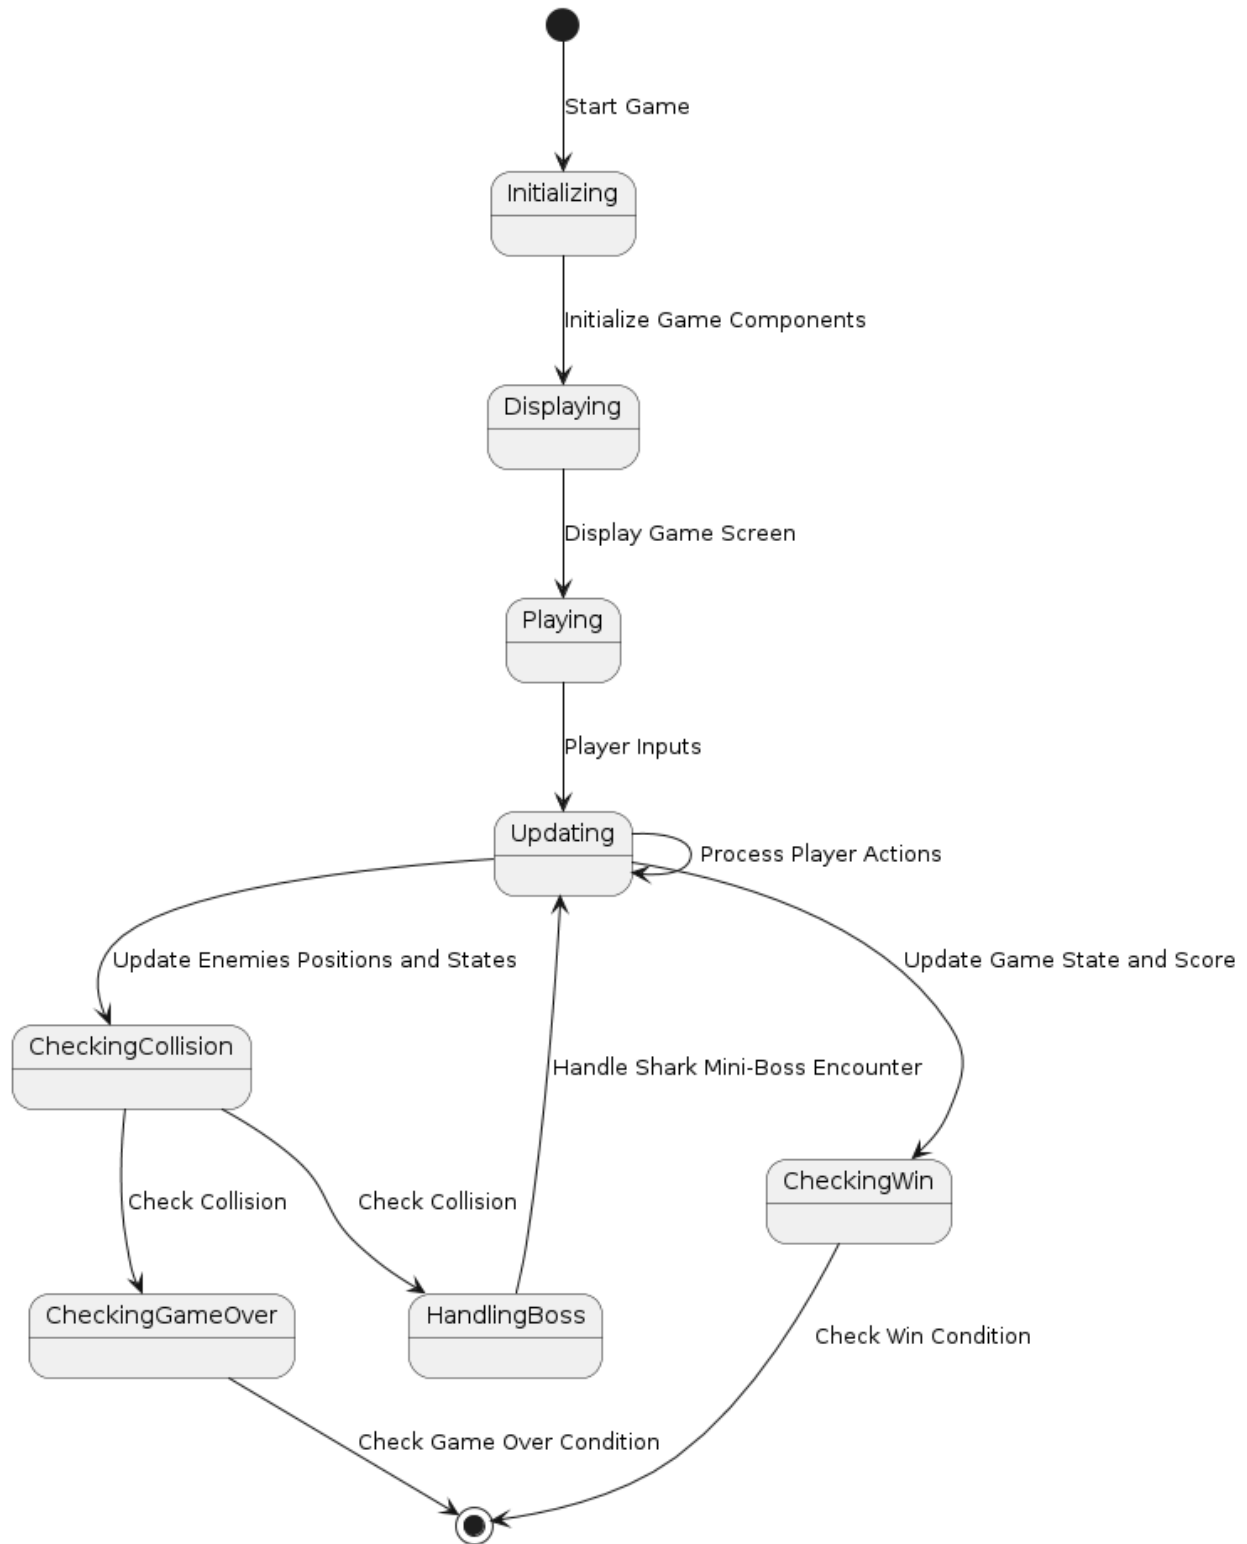 Start Game
Initializing
Initialize Game Components
Displaying
Display Game Screen
Playing
Player Inputs
Updating
Process Player Actions
Update Enemies Positions and States
Update Game State and Score
CheckingCollision
Handle Shark Mini-Boss Encounter
CheckingWin
Check Collision
Check Collision
CheckingGameOver
HandlingBoss
Check Win Condition
Check Game Over Condition